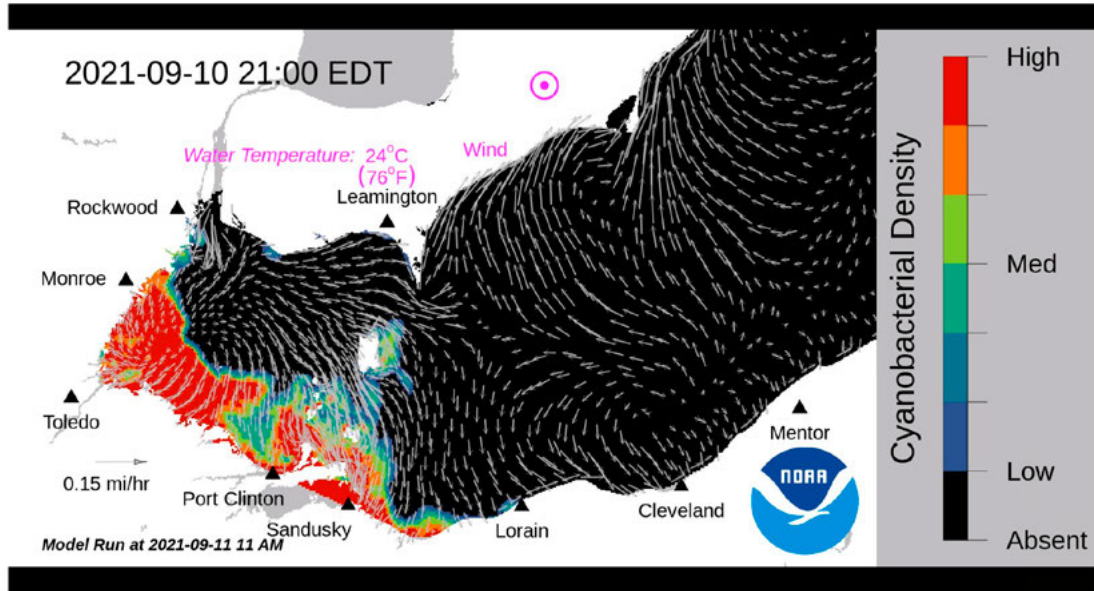 2021-09-10 21:00 EDT
Water Temperature: 24°C
(76°F)
Wind
Leamington
Rockwood
Monroe
Toledo
0.15 mi/hr
Port Clinton
Sandusky
Lorain
Cleveland
Mentor
NOAA
Model Run at 2021-09-11 11 AM
Cyanobacterial Density
High
Med
Low
Absent